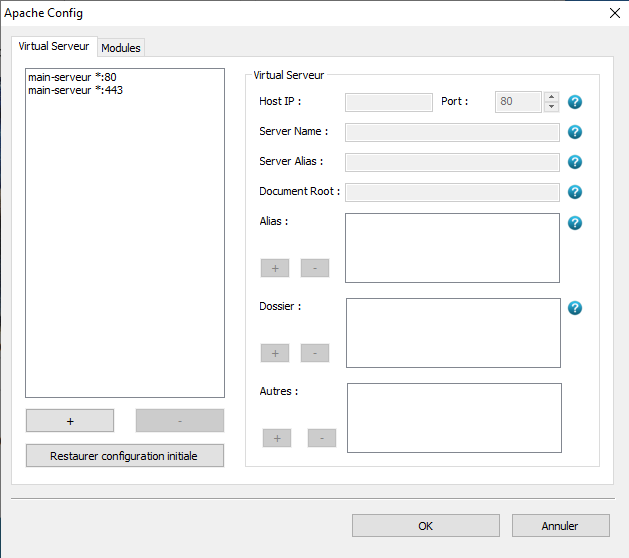 Apache Config
Virtual Serveur
Modules
main-serveur *:80
main-serveur *:443
+
-
Restaurer configuration initiale
Virtual Serveur
Host IP :
Port :
80
?
Server Name :
?
Server Alias :
?
Document Root :
?
Alias :
?
+
-
Dossier :
?
+
-
Autres :
+
-
OK
Annuler